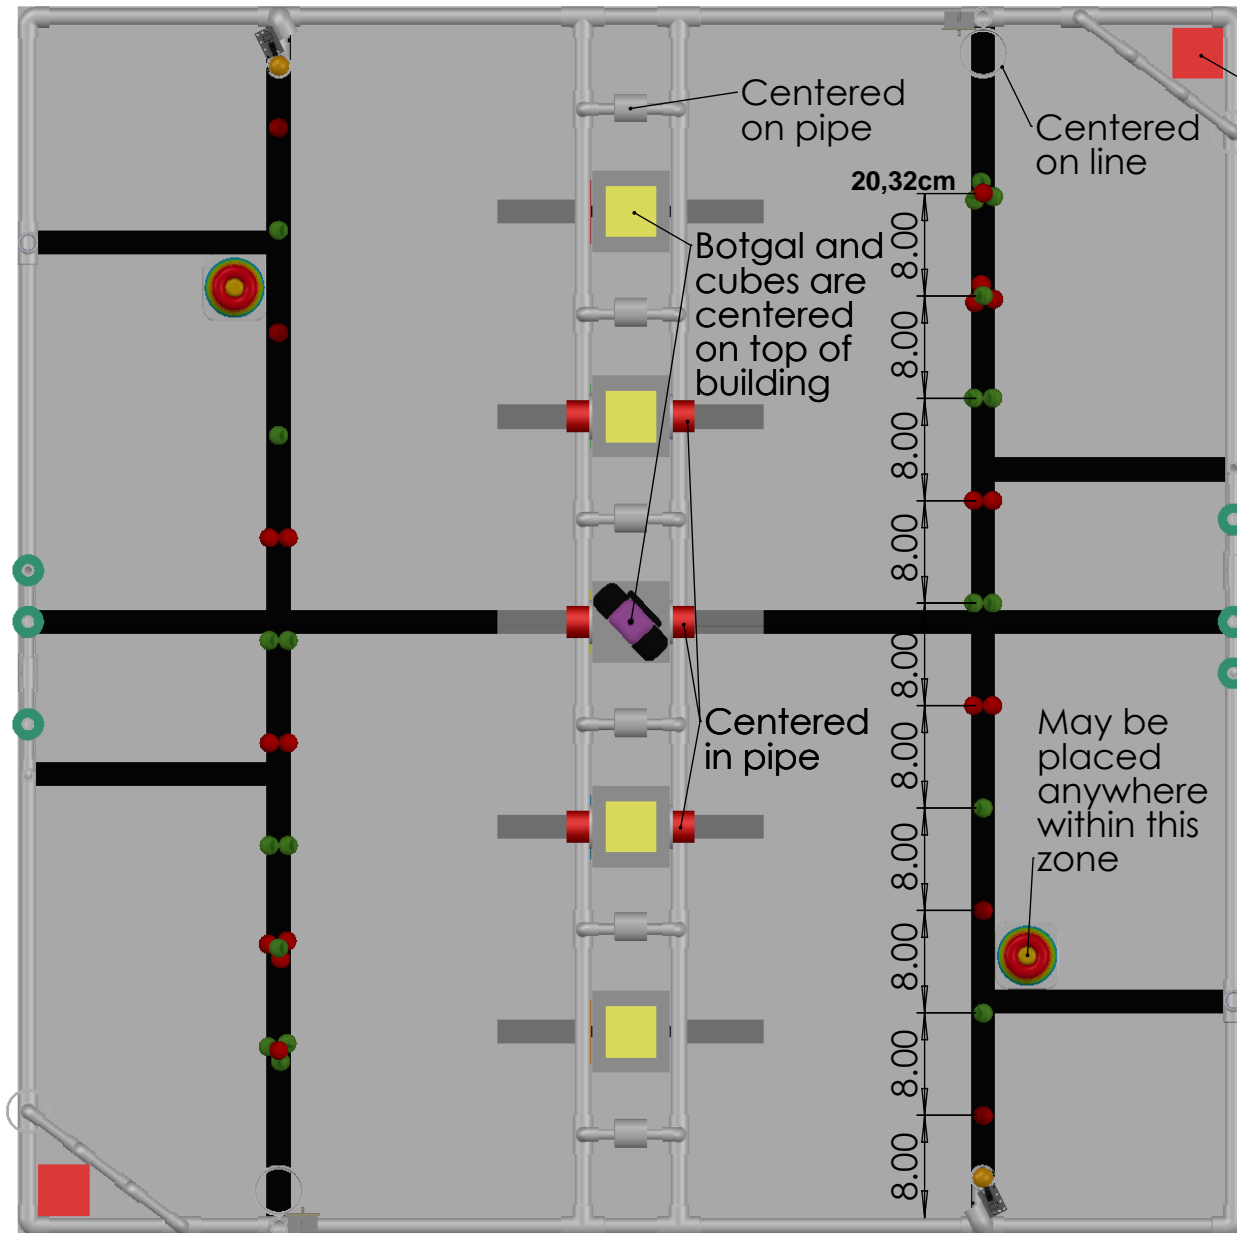 Centered
on pipe
Centered
on line
20,32cm
Botgal and
cubes are
centered
on top of
building
8.00
8.00
8.00
8.00
8.00
8.00
8.00
8.00
8.00
8.00
Centered
in pipe
May be
placed
anywhere
within this
zone